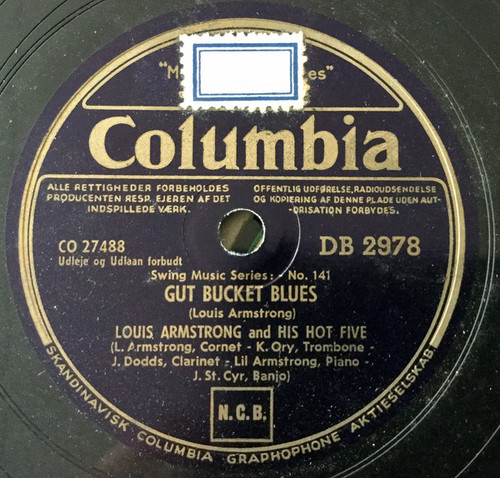 Columbia
ALLE RETTIGHEDER FORBEHOLDES
PRODUCENTEN RESP. EJEREN AF DET
INDSPILLEDE VÆRK.
OFFENTLIG UDFØRELSE, RADIOUDSENDELSE
OG KOPIERING AF DENNE PLADE UDEN AUT-
ORISATION FORBYDES.
CO 27488
Udleje og Udlaan forbudt
DB 2978
Swing Music Series: - No. 141
GUT BUCKET BLUES
(Louis Armstrong)
LOUIS ARMSTRONG and HIS HOT FIVE
(L. Armstrong, Cornet - K. Ory, Trombone -
J. Dodds, Clarinet - Lil Armstrong, Piano -
J. St. Cyr, Banjo)
N.C.B.
SKANDINAVISK COLUMBIA GRAPHOPHONE AKTIESELSKAB